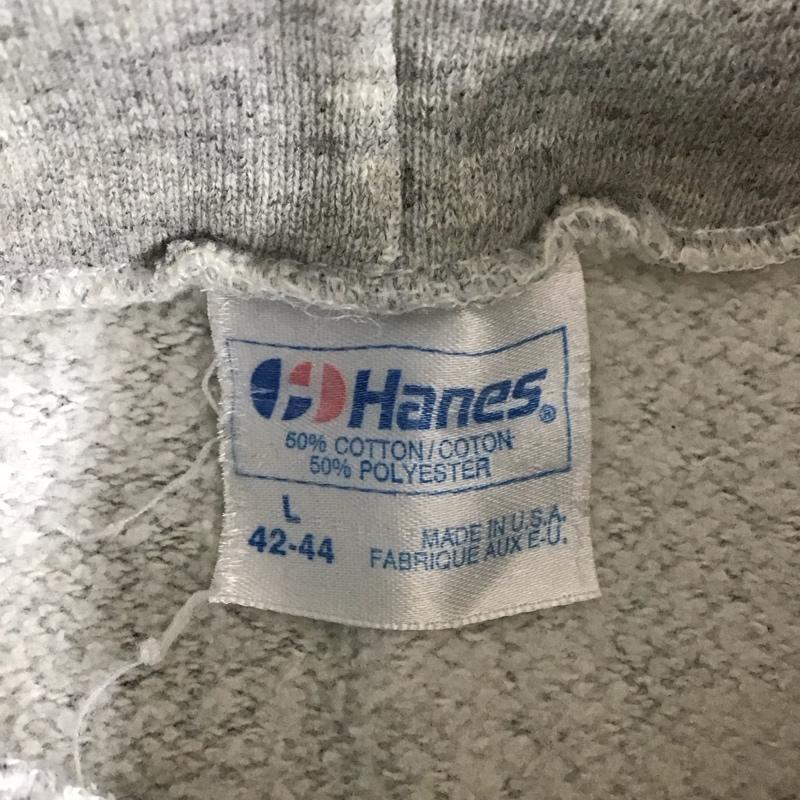 Hanes®
50% COTTON/COTON
50% POLYESTER
L
42-44
MADE IN U.S.A.
FABRIQUE AUX E-U.